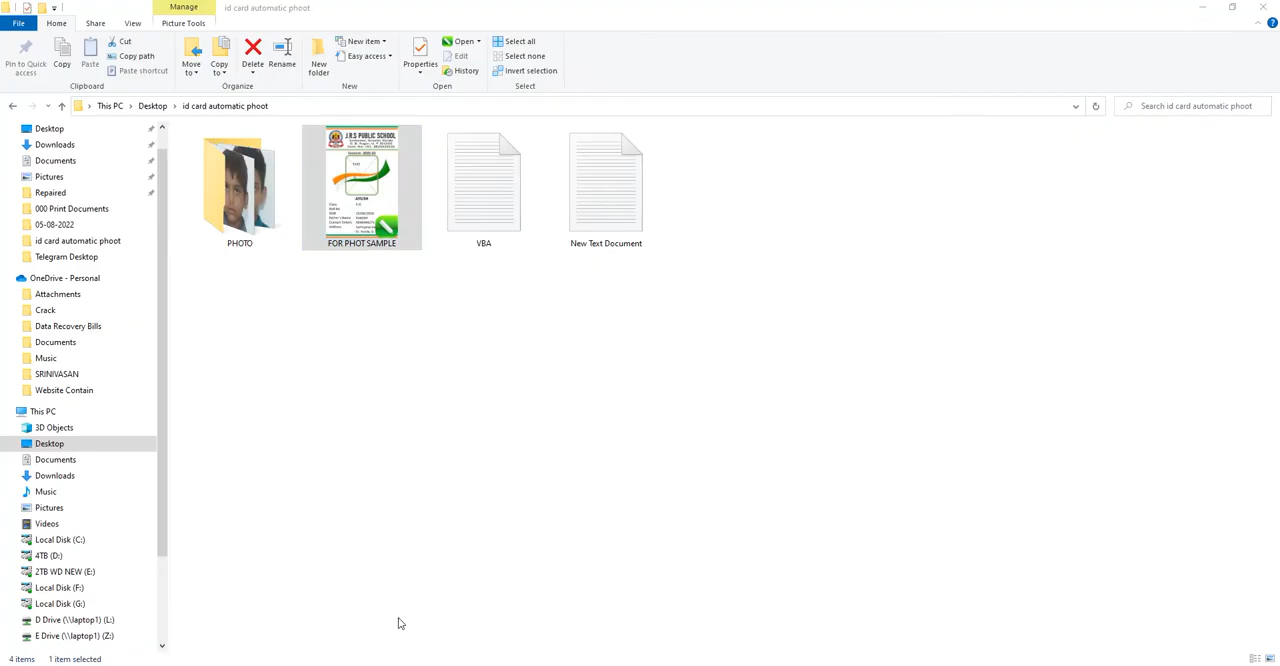 Manage
id card automatic phoot
File
Home
Share
View
Picture Tools
Pin to Quick access
Copy
Paste
Cut
Copy path
Paste shortcut
Clipboard
Move to
Copy to
Delete
Rename
Organize
New folder
New item
Easy access
New
Properties
Open
Edit
History
Open
Select all
Select none
Invert selection
Select
This PC > Desktop > id card automatic phoot
Search id card automatic phoot
Desktop
Downloads
Documents
Pictures
Repaired
000 Print Documents
05-08-2022
id card automatic phoot
Telegram Desktop
OneDrive - Personal
Attachments
Crack
Data Recovery Bills
Documents
Music
SRINIVASAN
Website Contain
This PC
3D Objects
Desktop
Documents
Downloads
Music
Pictures
Videos
Local Disk (C:)
4TB (D:)
2TB WD NEW (E:)
Local Disk (F:)
Local Disk (G:)
D Drive (\\laptop1) (L:)
E Drive (\\laptop1) (Z:)
J.R.S PUBLIC SCHOOL
PHOTO
FOR PHOT SAMPLE
VBA
New Text Document
4 items
1 item selected